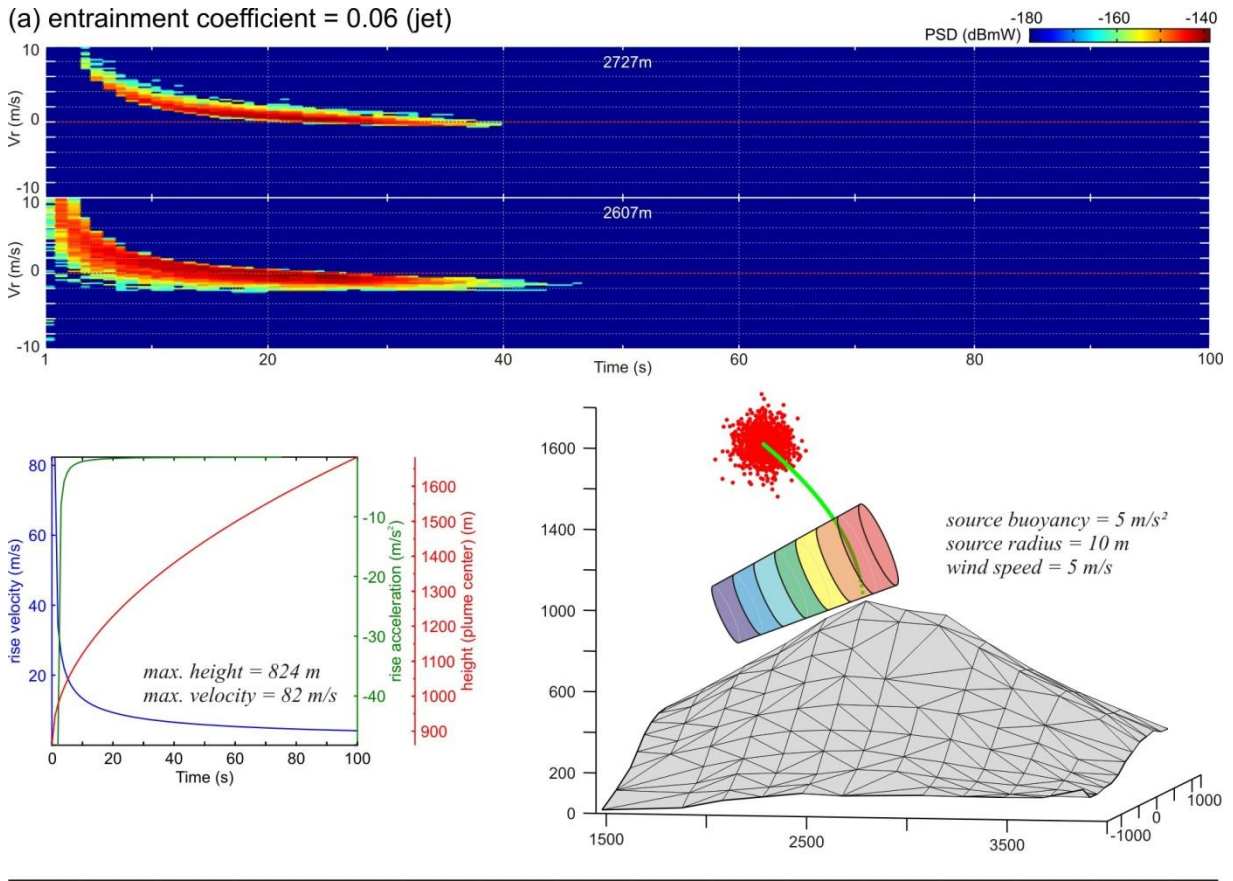 (a) entrainment coefficient = 0.06 (jet)
PSD (dBmW)
-180 -160 -140
2727m
10
0
-10
Vr (m/s)
2607m
10
0
-10
Vr (m/s)
1 20 40 60 80 100
Time (s)
rise velocity (m/s)
80
60
40
20
max. height = 824 m
max. velocity = 82 m/s
0 20 40 60 80 100
Time (s)
-10
-20
-30
-40
rise acceleration (m/s²)
height (plume center) (m)
1600
1500
1400
1300
1200
1100
1000
900
1600
1400
1000
600
200
0
source buoyancy = 5 m/s²
source radius = 10 m
wind speed = 5 m/s
1500 2500 3500
-1000 0 1000